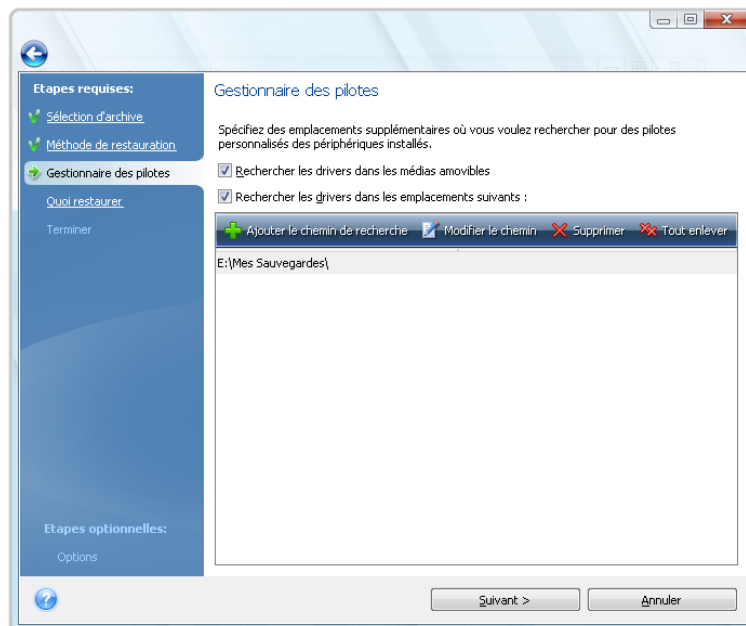 Etapes requises:
Sélection d'archive
Méthode de restauration
Gestionnaire des pilotes
Quoi restaurer
Terminer
Etapes optionnelles:
Options
Gestionnaire des pilotes
Spécifiez des emplacements supplémentaires où vous voulez rechercher pour des pilotes
personnalisés des périphériques installés.
Rechercher les drivers dans les médias amovibles
Rechercher les drivers dans les emplacements suivants :
Ajouter le chemin de recherche Modifier le chemin Supprimer Tout enlever
E:\Mes Sauvegardes\
Suivant > Annuler